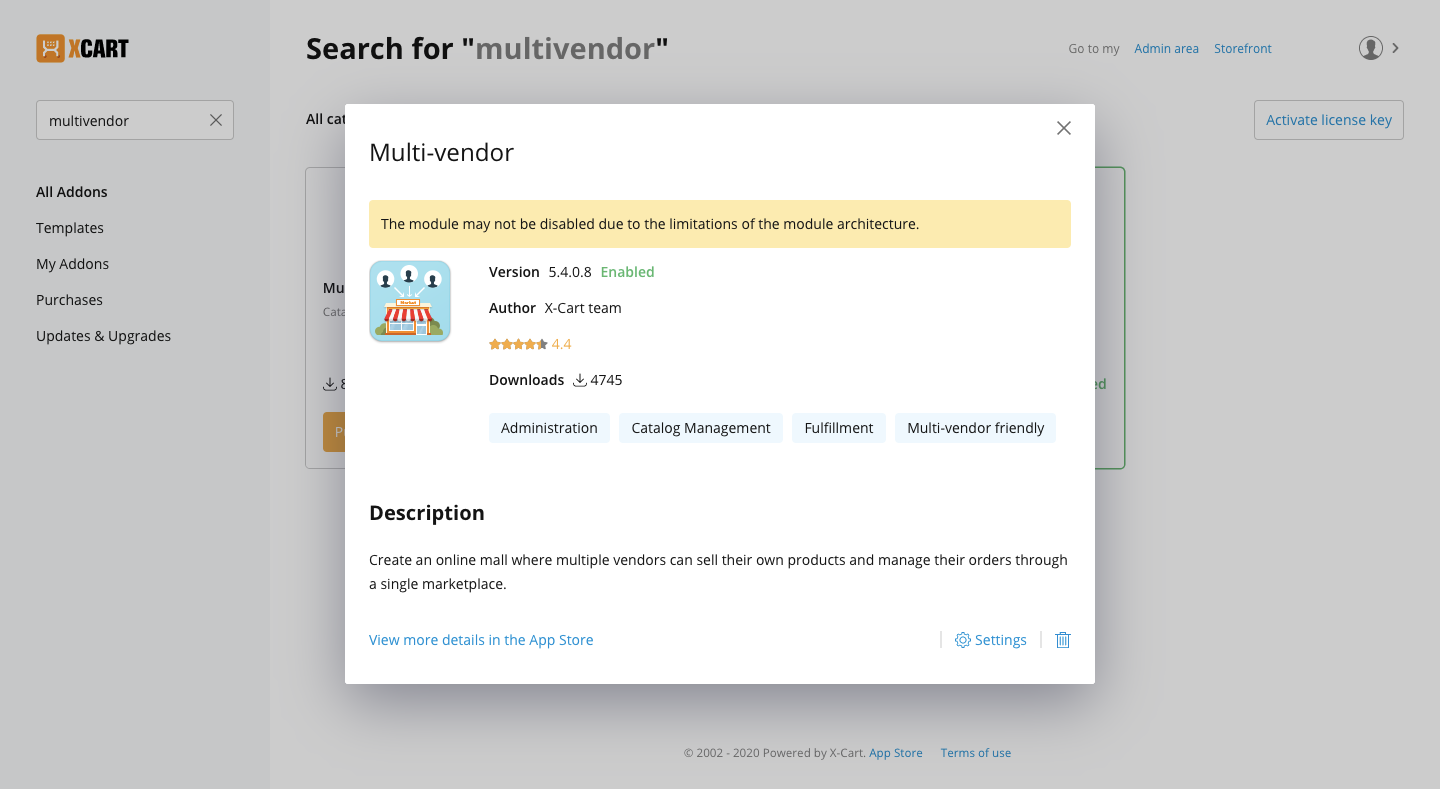 XCART
Search for "multivendor"
Go to my Admin area Storefront
multivendor
All cat
Activate license key
All Addons
Templates
My Addons
Purchases
Updates & Upgrades
Multi-vendor
The module may not be disabled due to the limitations of the module architecture.
Version 5.4.0.8 Enabled
Author X-Cart team
4.4
Downloads 4745
Administration Catalog Management Fulfillment Multi-vendor friendly
Description
Create an online mall where multiple vendors can sell their own products and manage their orders through
a single marketplace.
View more details in the App Store
Settings
© 2002 - 2020 Powered by X-Cart. App Store Terms of use